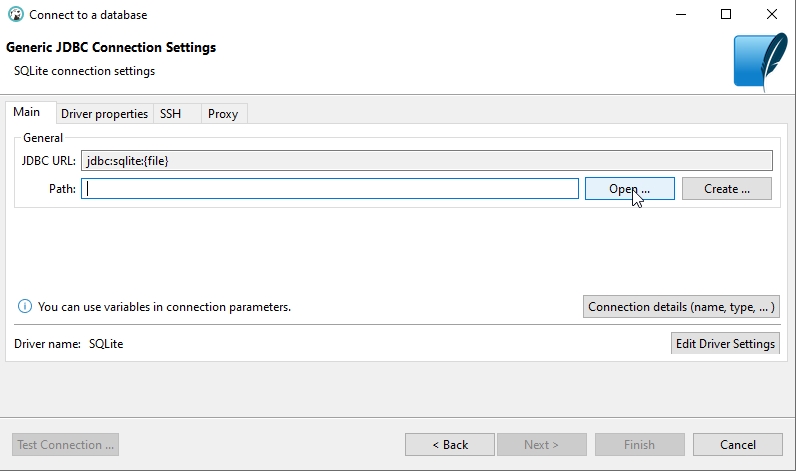 Connect to a database
Generic JDBC Connection Settings
SQLite connection settings
Main Driver properties SSH Proxy
General
JDBC URL: jdbc:sqlite:{file}
Path: Open ... Create ...
You can use variables in connection parameters. Connection details (name, type, ... )
Driver name: SQLite Edit Driver Settings
Test Connection ... < Back Next > Finish Cancel